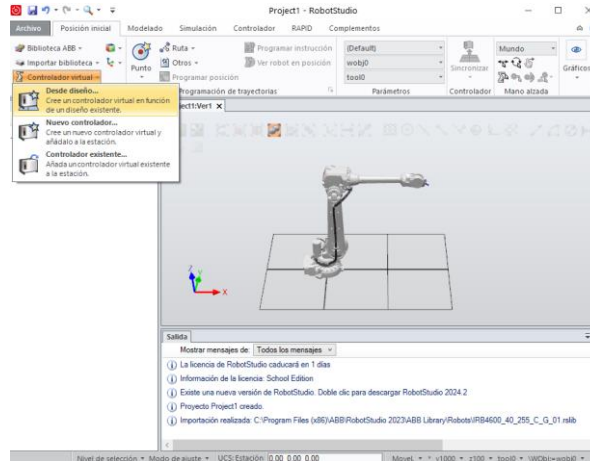 Project1 - RobotStudio
Archivo Posición inicial Modelado Simulación Controlador RAPID Complementos
Biblioteca ABB
Importar biblioteca
Controlador virtual
Punto
Ruta
Otros
Programar posición
Programar instrucción
Ver robot en posición
(Default)
wobj0
tool0
Sincronizar
Mundo
Gráficos
Programación de trayectorias
Parámetros
Controlador
Mano alzada
Desde diseño...
Cree un controlador virtual en función
de un diseño existente.
Nuevo controlador...
Cree un nuevo controlador virtual y
añádalo a la estación.
Controlador existente...
Añada un controlador virtual existente
a la estación.
ect1:Ver1 X
Z
Y
X
Salida
Mostrar mensajes de: Todos los mensajes
La licencia de RobotStudio caducará en 1 días
Información de la licencia: School Edition
Existe una nueva versión de RobotStudio. Doble clic para descargar RobotStudio 2024.2
Proyecto Project1 creado.
Importación realizada: C:\Program Files (x86)\ABB\RobotStudio 2023\ABB Library\Robots\IRB4600_40_255_C_G_01.rslib
Nivel de selección Modo de ajuste UCS: Estación 0.00 0.00 0.00 MoveL * v1000 z100 tool0 \WObj:=wobj0